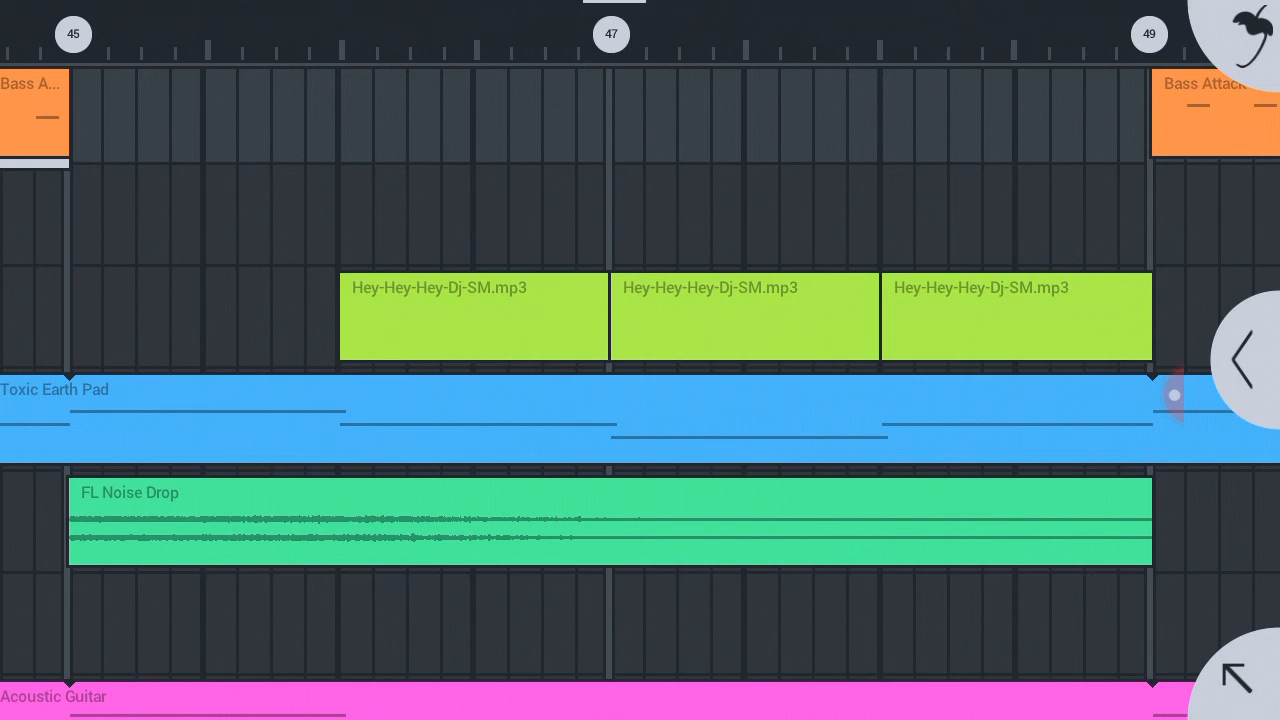 45
47
49
Bass A...
Bass Attack
Hey-Hey-Hey-Dj-SM.mp3
Hey-Hey-Hey-Dj-SM.mp3
Hey-Hey-Hey-Dj-SM.mp3
Toxic Earth Pad
FL Noise Drop
Acoustic Guitar